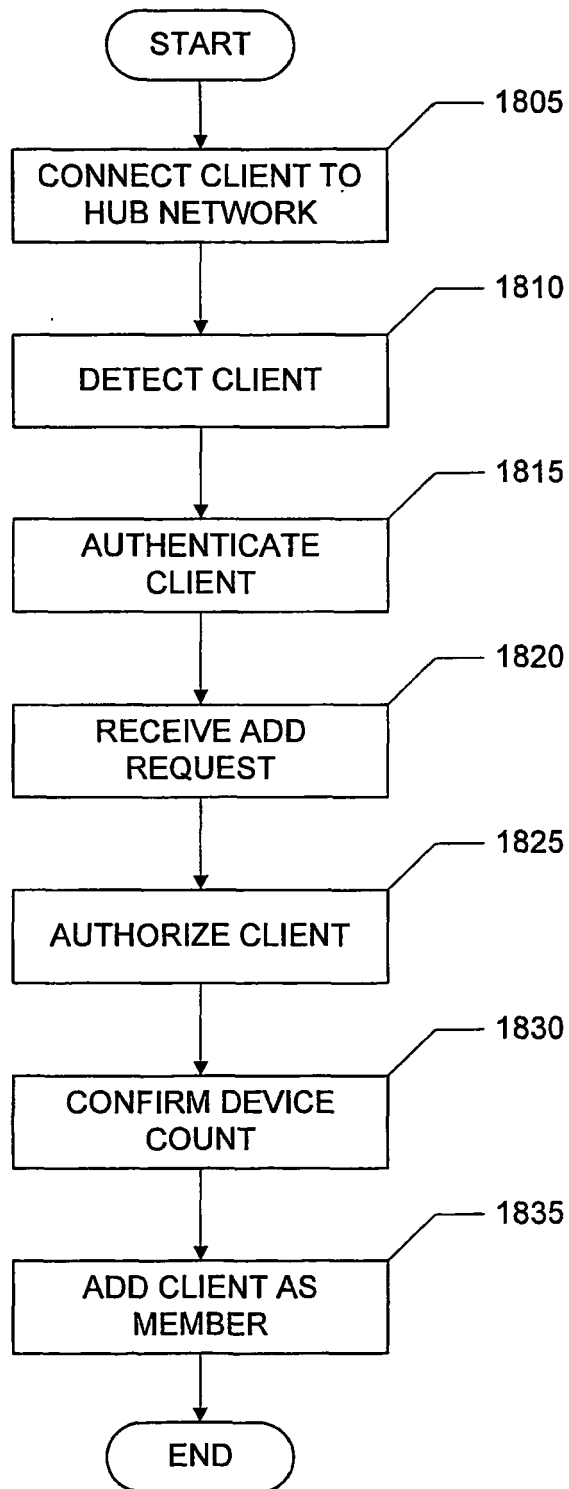 START
1805
CONNECT CLIENT TO
HUB NETWORK
1810
DETECT CLIENT
1815
AUTHENTICATE
CLIENT
1820
RECEIVE ADD
REQUEST
1825
AUTHORIZE CLIENT
1830
CONFIRM DEVICE
COUNT
1835
ADD CLIENT AS
MEMBER
END